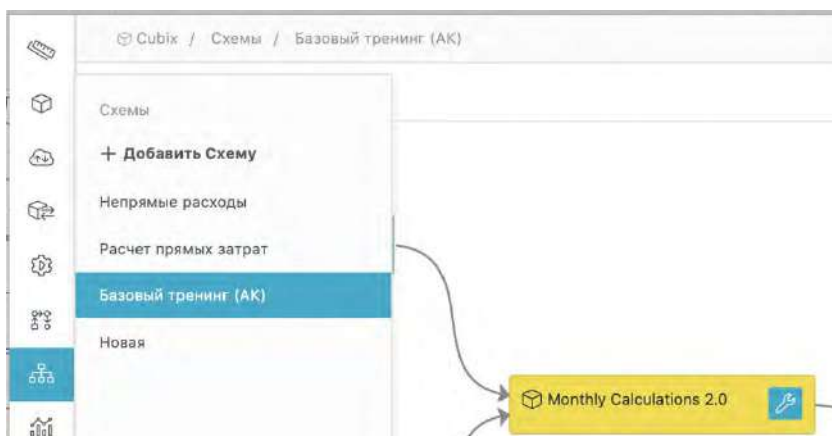 Cubix / Схемы / Базовый тренинг (АК)
Схемы
+ Добавить Схему
Непрямые расходы
Расчет прямых затрат
Базовый тренинг (АК)
Новая
Monthly Calculations 2.0